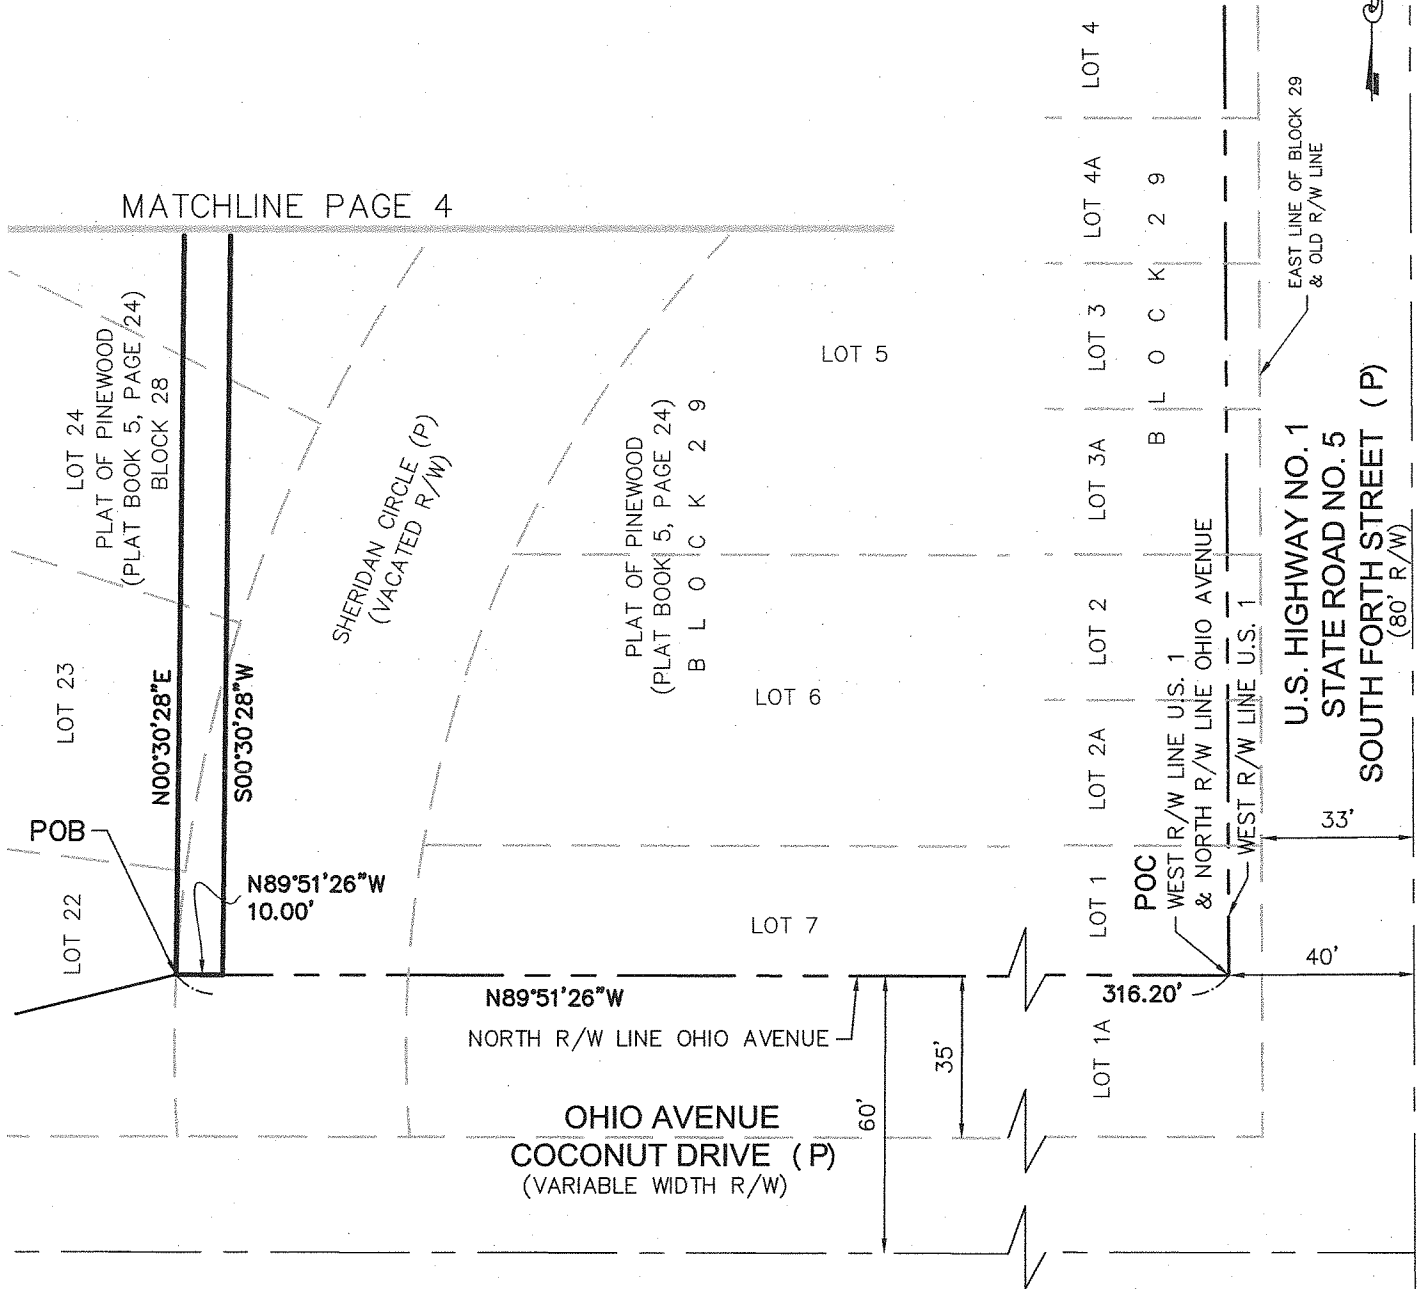 MATCHLINE PAGE 4
LOT 24
PLAT OF PINEWOOD
(PLAT BOOK 5, PAGE 24)
BLOCK 28
LOT 23
LOT 22
N00°30'28"E
S00°30'28"W
POB
N89°51'26"W
10.00'
SHERIDAN CIRCLE (P)
(VACATED R/W)
PLAT OF PINEWOOD
(PLAT BOOK 5, PAGE 24)
BLOCK 29
LOT 5
LOT 6
LOT 7
LOT 4
LOT 4A
LOT 3
LOT 3A
LOT 2
LOT 2A
LOT 1
LOT 1A
BLOCK 29
EAST LINE OF BLOCK 29
& OLD R/W LINE
U.S. HIGHWAY NO. 1
STATE ROAD NO. 5
SOUTH FORTH STREET (P)
(80' R/W)
POC
WEST R/W LINE U.S. 1
& NORTH R/W LINE OHIO AVENUE
WEST R/W LINE U.S. 1
33'
40'
316.20'
N89°51'26"W
NORTH R/W LINE OHIO AVENUE
35'
60'
OHIO AVENUE
COCONUT DRIVE (P)
(VARIABLE WIDTH R/W)